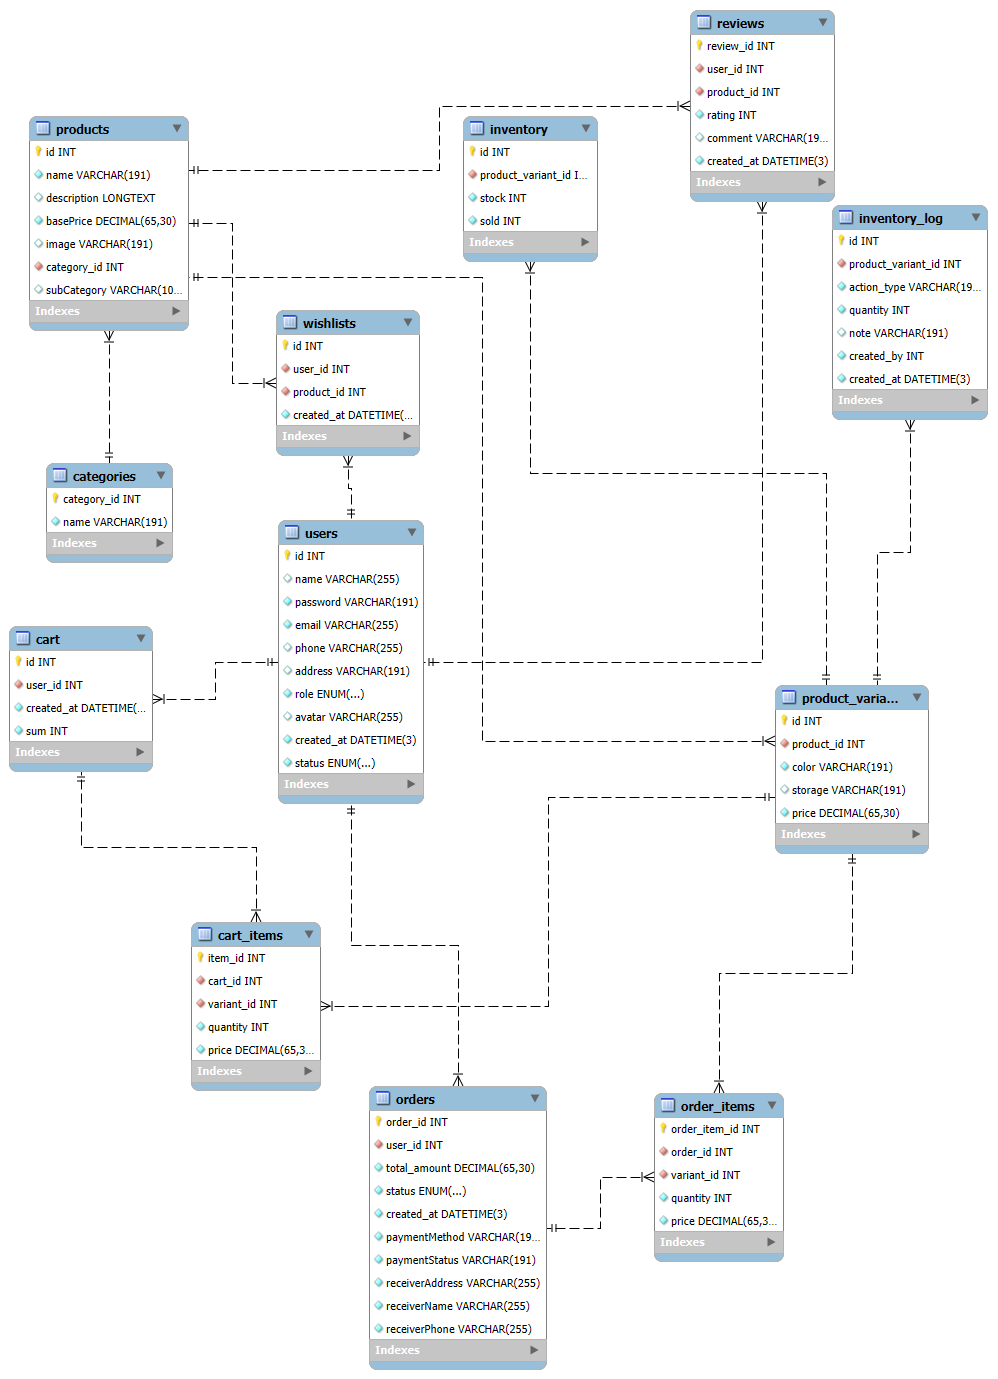 reviews
review_id INT
user_id INT
product_id INT
rating INT
comment VARCHAR(19...
created_at DATETIME(3)
Indexes
products
id INT
name VARCHAR(191)
description LONGTEXT
basePrice DECIMAL(65,30)
image VARCHAR(191)
category_id INT
subCategory VARCHAR(10...
Indexes
inventory
id INT
product_variant_id I...
stock INT
sold INT
Indexes
inventory_log
id INT
product_variant_id INT
action_type VARCHAR(19...
quantity INT
note VARCHAR(191)
created_by INT
created_at DATETIME(3)
Indexes
wishlists
id INT
user_id INT
product_id INT
created_at DATETIME(...
Indexes
categories
category_id INT
name VARCHAR(191)
Indexes
users
id INT
name VARCHAR(255)
password VARCHAR(191)
email VARCHAR(255)
phone VARCHAR(255)
address VARCHAR(191)
role ENUM(...)
avatar VARCHAR(255)
created_at DATETIME(3)
status ENUM(...)
Indexes
cart
id INT
user_id INT
created_at DATETIME(...
sum INT
Indexes
product_varia...
id INT
product_id INT
color VARCHAR(191)
storage VARCHAR(191)
price DECIMAL(65,30)
Indexes
cart_items
item_id INT
cart_id INT
variant_id INT
quantity INT
price DECIMAL(65,3...
Indexes
orders
order_id INT
user_id INT
total_amount DECIMAL(65,30)
status ENUM(...)
created_at DATETIME(3)
paymentMethod VARCHAR(19...
paymentStatus VARCHAR(191)
receiverAddress VARCHAR(255)
receiverName VARCHAR(255)
receiverPhone VARCHAR(255)
Indexes
order_items
order_item_id INT
order_id INT
variant_id INT
quantity INT
price DECIMAL(65,3...
Indexes